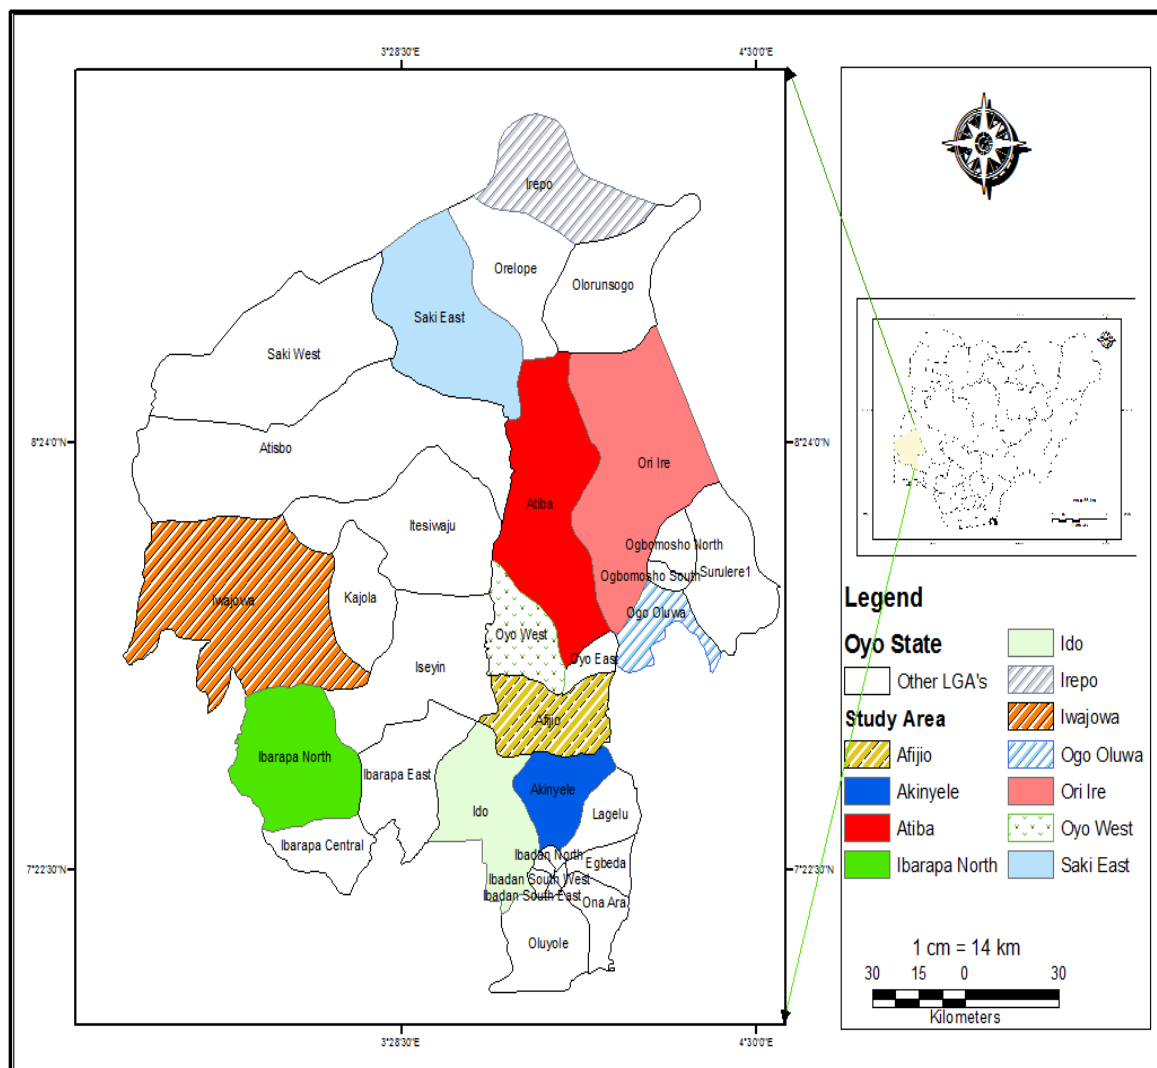 3°28'30"E
4°30'0"E
Irepo
Orelope
Olorunsogo
Saki East
Saki West
8°24'0"N
8°24'0"N
Atisbo
Ori Ire
Atiba
Itesiwaju
Ogbomosho North
Ogbomosho South
Surulere1
Iwajowa
Kajola
Ogo Oluwa
Oyo West
Oyo East
Iseyin
Afijo
Ibarapa North
Ibarapa East
Akinyele
Ido
Lagelu
Ibarapa Central
Ibadan North
Egbeda
7°22'30"N
7°22'30"N
Ibadan South West
Ibadan South East
Ona Ara
Oluyole
3°28'30"E
4°30'0"E
Legend
Oyo State
Other LGA's
Study Area
Afijo
Akinyele
Atiba
Ibarapa North
Ido
Irepo
Iwajowa
Ogo Oluwa
Ori Ire
Oyo West
Saki East
1 cm = 14 km
30 15 0 30
Kilometers